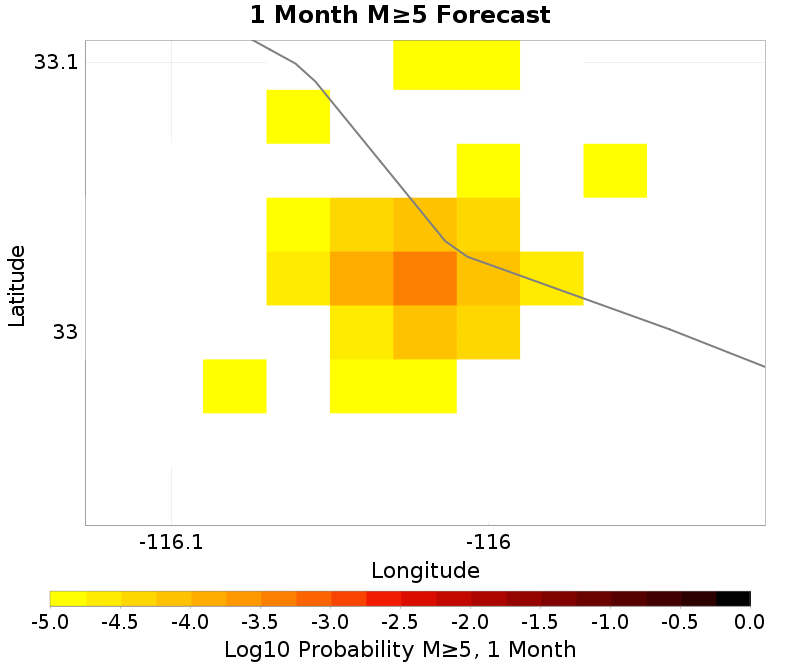 1 Month M≥5 Forecast
33.1
33
Latitude
-116.1 -116
Longitude
-5.0 -4.5 -4.0 -3.5 -3.0 -2.5 -2.0 -1.5 -1.0 -0.5 0.0
Log10 Probability M≥5, 1 Month